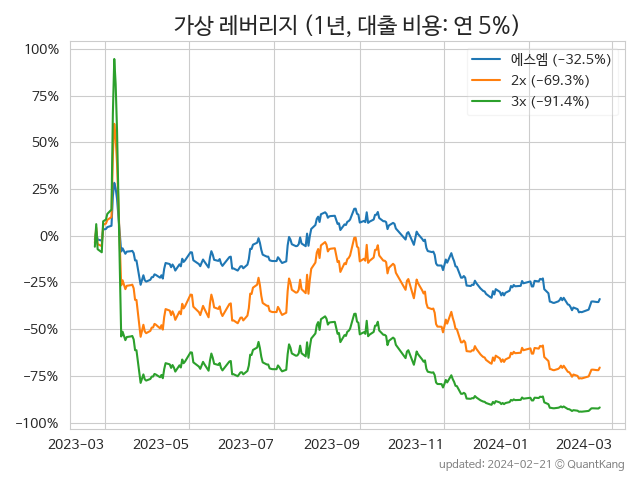 가상 레버리지 (1년, 대출 비용: 연 5%)
에스엠 (−32.5%)
2x (−69.3%)
3x (−91.4%)
100%
75%
50%
25%
0%
−25%
−50%
−75%
−100%
2023-03 2023-05 2023-07 2023-09 2023-11 2024-01 2024-03
updated: 2024-02-21 © QuantKang